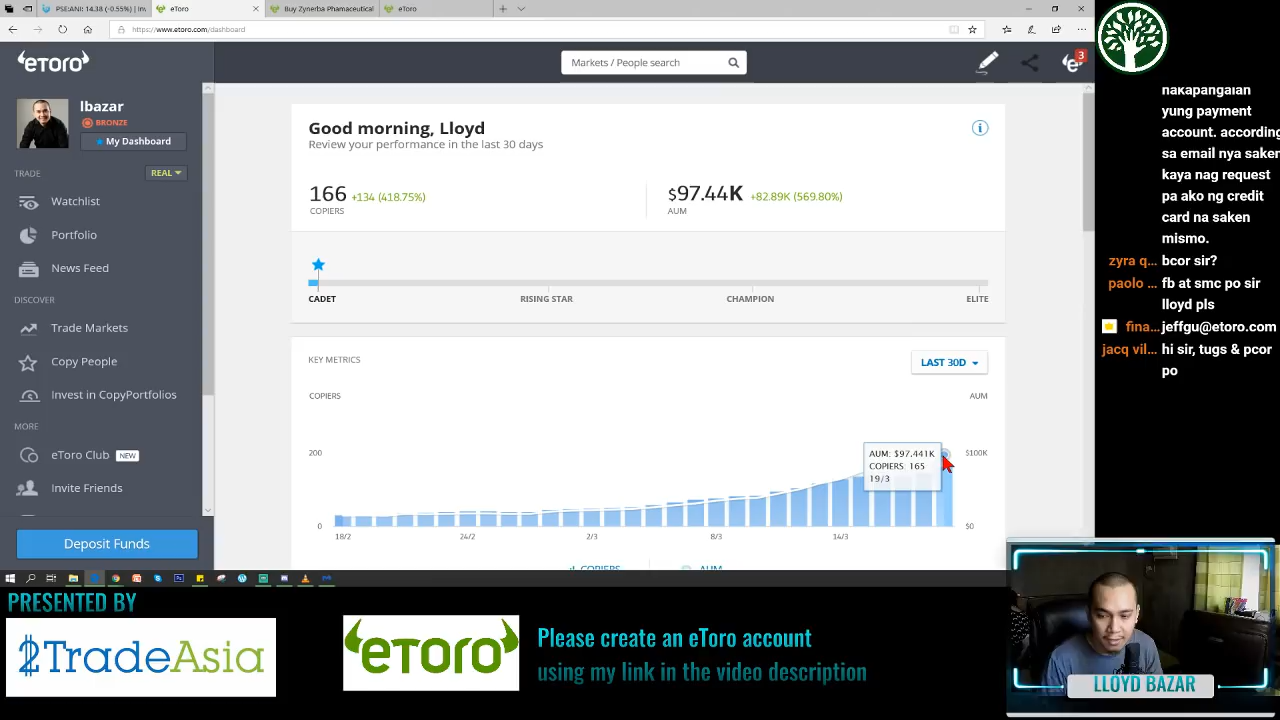 PSE:ANI: 14.38 (-0.55%) | In
eToro
Buy Zynerba Phamaceutical
eToro
https://www.etoro.com/dashboard
eToro
Markets / People search
3
lbazar
BRONZE
My Dashboard
TRADE
REAL
Watchlist
Portfolio
News Feed
DISCOVER
Trade Markets
Copy People
Invest in CopyPortfolios
MORE
eToro Club NEW
Invite Friends
Deposit Funds
Good morning, Lloyd
Review your performance in the last 30 days
166 +134 (418.75%)
COPIERS
$97.44K +82.89K (569.80%)
AUM
CADET
RISING STAR
CHAMPION
ELITE
KEY METRICS
LAST 30D
COPIERS
AUM
200
$100K
AUM: $97.441K
COPIERS: 165
19/3
0
$0
18/2
24/2
2/3
8/3
14/3
COPIERS
AUM
nakapangalan
yung payment
account. according
sa email nya saken
kaya nag request
pa ako ng credit
card na saken
mismo.
zyra q... bcor sir?
paolo ... fb at smc po sir
lloyd pls
fina... jeffgu@etoro.com
jacq vil... hi sir, tugs & pcor
po
PRESENTED BY
2TradeAsia
eToro
Please create an eToro account
using my link in the video description
LLOYD BAZAR